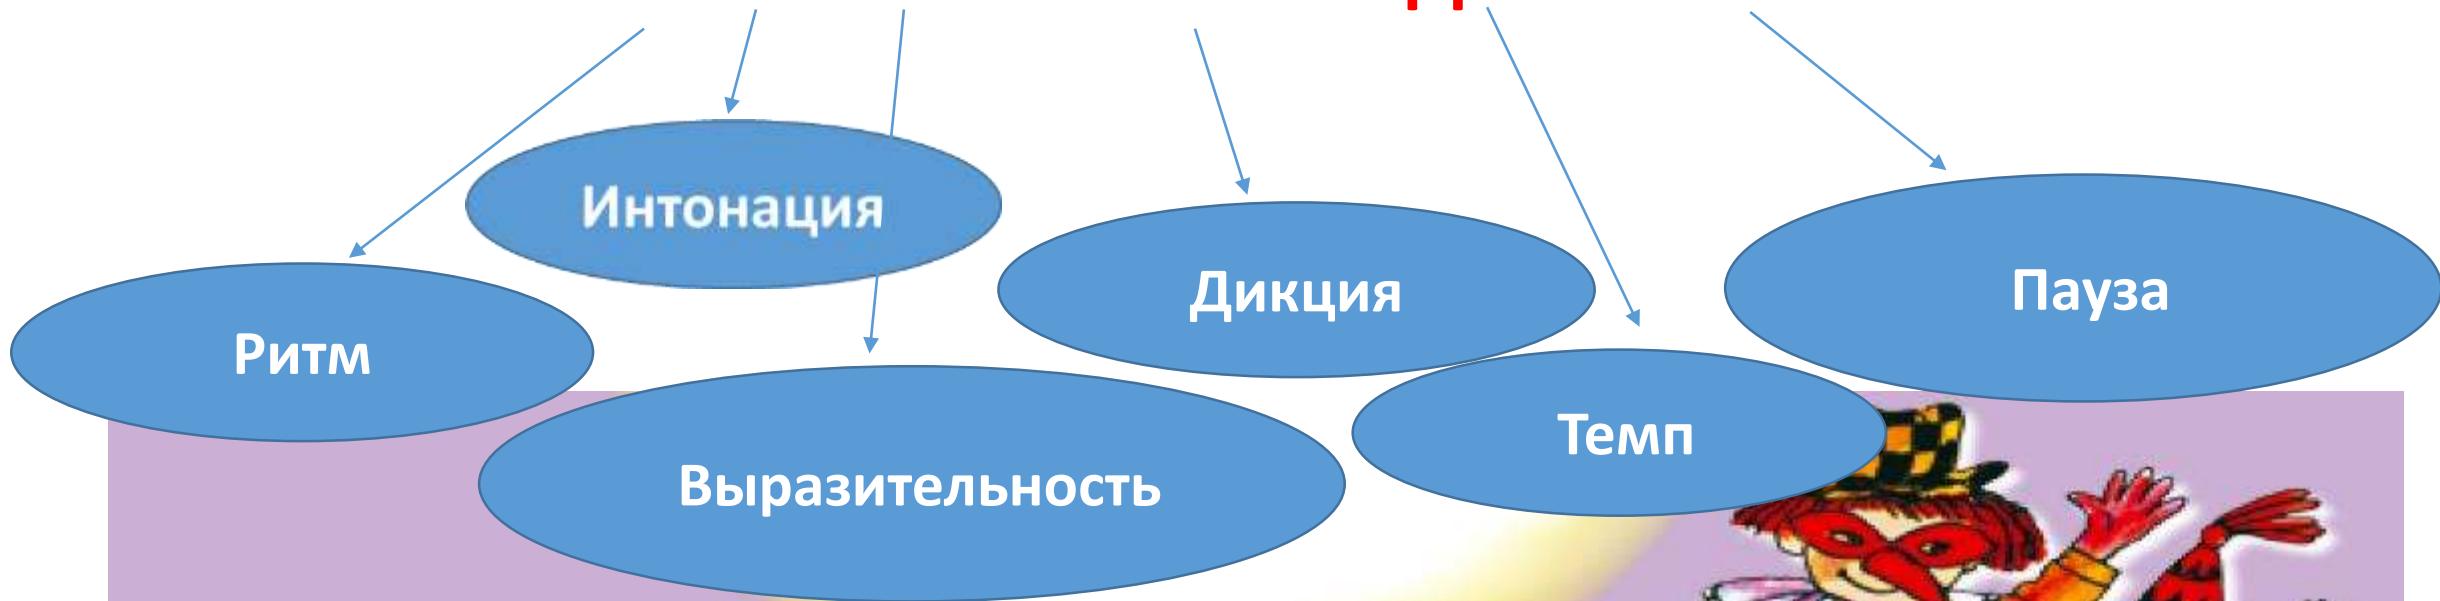 Интонация
Дикция
Пауза
Ритм
Темп
Выразительность